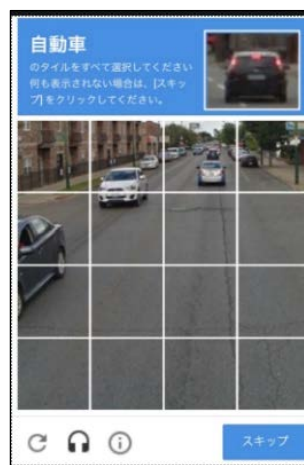 自動車
のタイルをすべて選択してください
何も表示されない場合は、[スキッ
プ] をクリックしてください。
スキップ